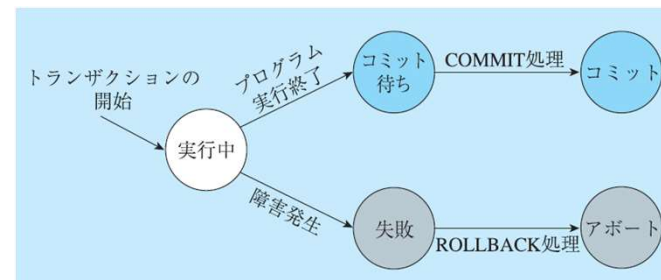 トランザクションの
開始
実行中
プログラム
実行終了
コミット
待ち
COMMIT処理
コミット
障害発生
失敗
ROLLBACK処理
アボート